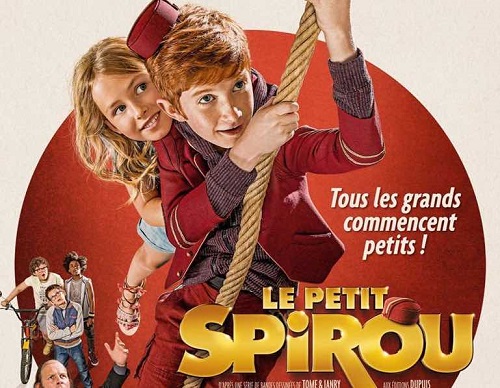 Tous les grands
commencent
petits !
LE PETIT
SPIROU
D'APRÈS UNE SÉRIE DE BANDES DESSINÉES DE TOME & JANRY AUX ÉDITIONS DUPUIS